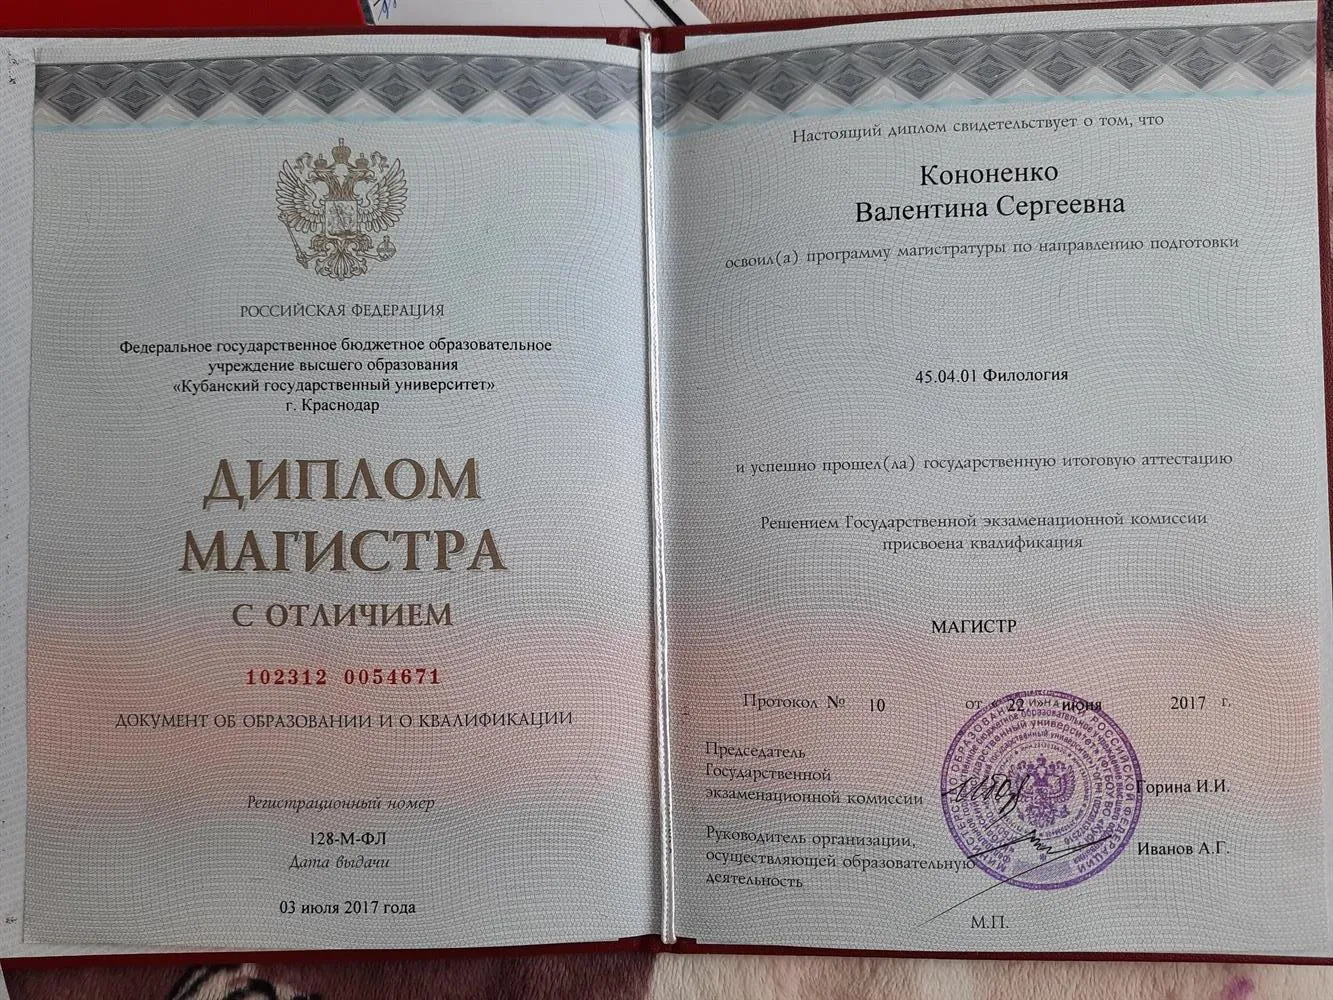 РОССИЙСКАЯ ФЕДЕРАЦИЯ
Федеральное государственное бюджетное образовательное
учреждение высшего образования
«Кубанский государственный университет»
г. Краснодар
ДИПЛОМ
МАГИСТРА
С ОТЛИЧИЕМ
102312 0054671
ДОКУМЕНТ ОБ ОБРАЗОВАНИИ И О КВАЛИФИКАЦИИ
Регистрационный номер
128-М-ФЛ
Дата выдачи
03 июля 2017 года
Настоящий диплом свидетельствует о том, что
Кононенко
Валентина Сергеевна
освоил(а) программу магистратуры по направлению подготовки
45.04.01 Филология
и успешно прошел(ла) государственную итоговую аттестацию
Решением Государственной экзаменационной комиссии
присвоена квалификация
МАГИСТР
Протокол № 10 от « 22 » июня 2017 г.
Председатель
Государственной
экзаменационной комиссии
Горина И.И.
Руководитель организации,
осуществляющей образовательную
деятельность
Иванов А.Г.
М.П.